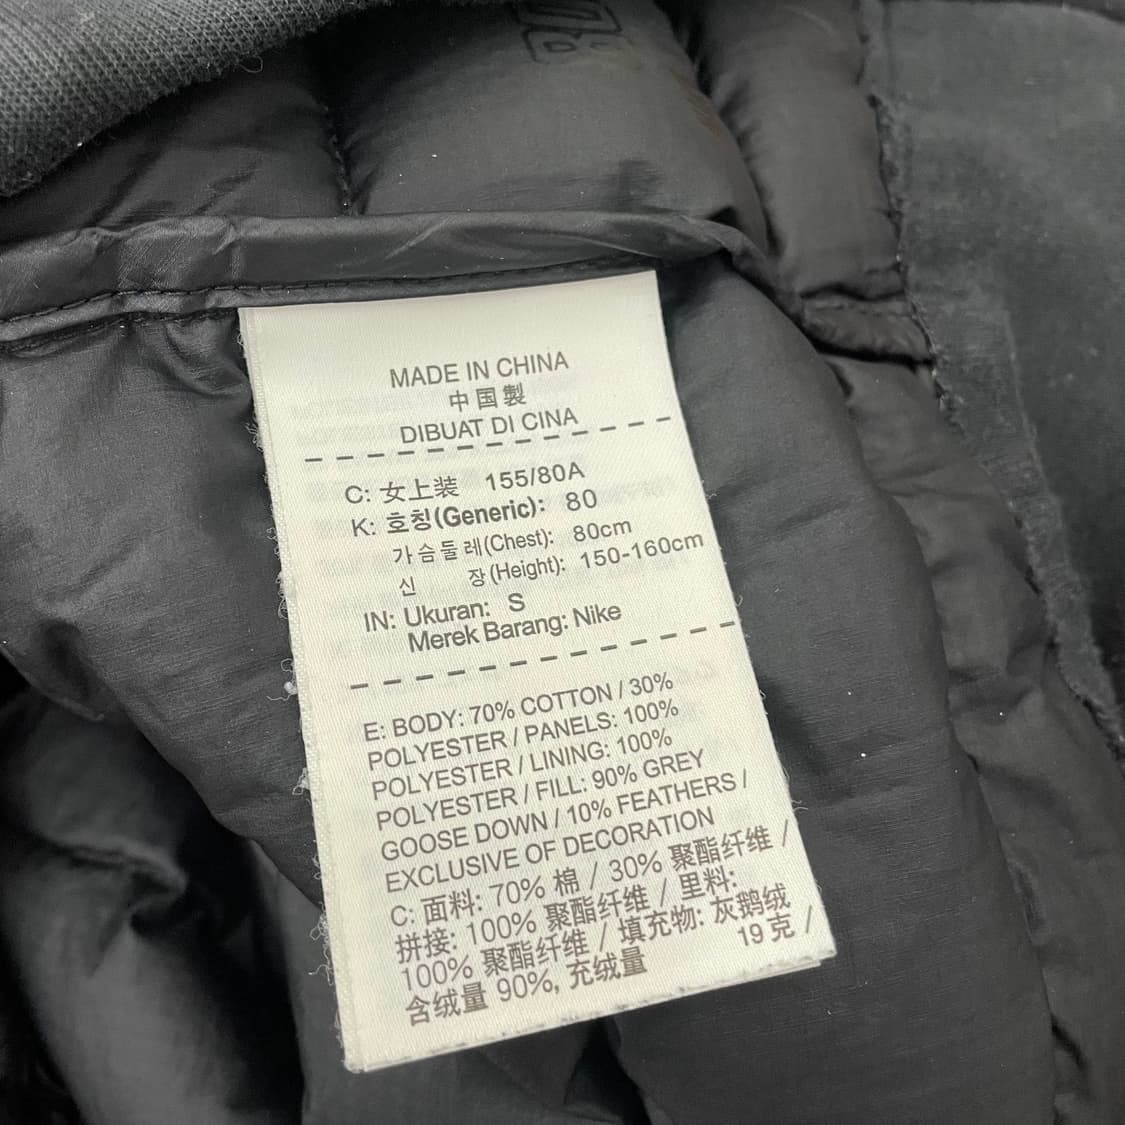 MADE IN CHINA
中国製
DIBUAT DI CINA
C: 女上装 155/80A
K: 호칭(Generic): 80
가슴둘레(Chest): 80cm
신 장(Height): 150-160cm
IN: Ukuran: S
Merek Barang: Nike
E: BODY: 70% COTTON / 30%
POLYESTER / PANELS: 100%
POLYESTER / LINING: 100%
POLYESTER / FILL: 90% GREY
GOOSE DOWN / 10% FEATHERS /
EXCLUSIVE OF DECORATION
C: 面料: 70% 棉 / 30% 聚酯纤维 /
拼接: 100% 聚酯纤维 / 里料:
100% 聚酯纤维 / 填充物: 灰鹅绒
含绒量 90%, 充绒量 19 克 /